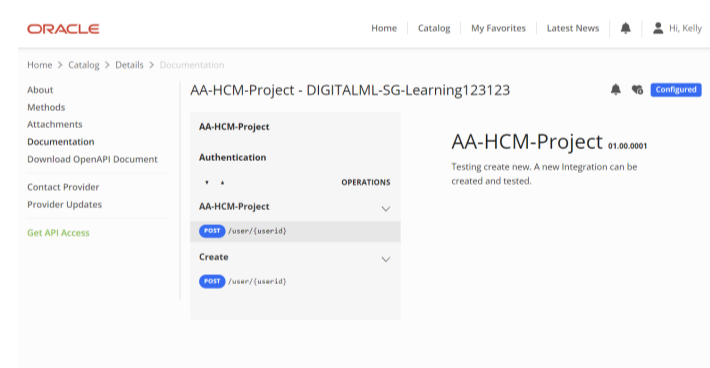 ORACLE
Home Catalog My Favorites Latest News Hi, Kelly
Home > Catalog > Details > Documentation
About
Methods
Attachments
Documentation
Download OpenAPI Document
Contact Provider
Provider Updates
Get API Access
AA-HCM-Project - DIGITALML-SG-Learning123123
Configured
AA-HCM-Project
Authentication
OPERATIONS
AA-HCM-Project
POST /user/{userid}
Create
POST /user/{userid}
AA-HCM-Project 01.00.0001
Testing create new. A new Integration can be
created and tested.